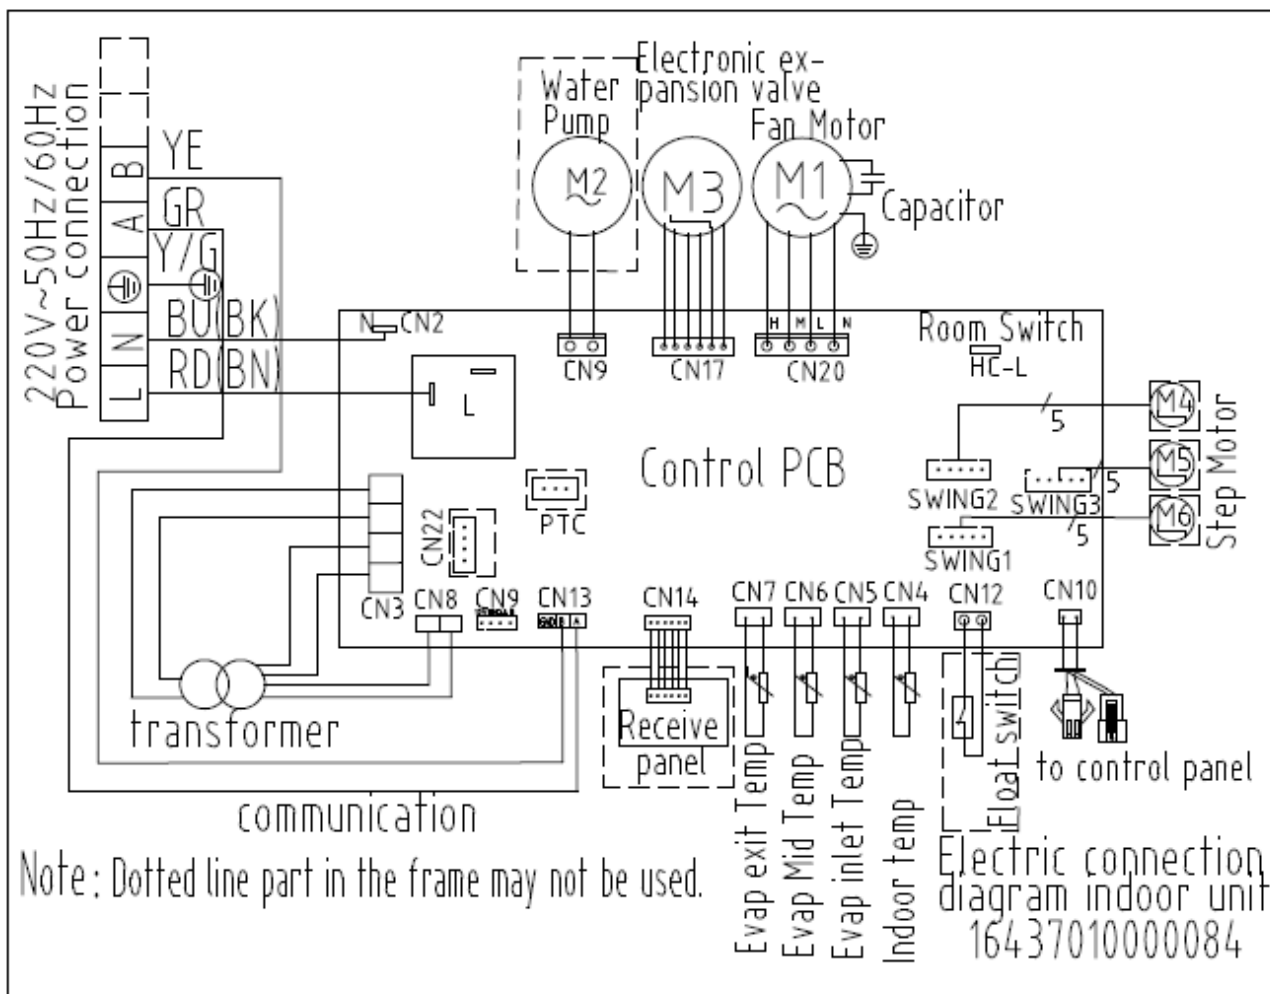 220V~50Hz/60Hz
Power connection
B
A
N
L
YE
GR
Y/G
BU(BK)
RD(BN)
Water
Pump
M2
Electronic ex-
pansion valve
M3
Fan Motor
M1
Capacitor
N
CN2
L
CN9
CN17
H M L N
CN20
Room Switch
HC-L
Control PCB
PTC
CN22
SWING2
SWING3
SWING1
5
5
5
M4
M5
M6
Step Motor
CN3
CN8
CN9
CN13
B A
CN14
CN7
CN6
CN5
CN4
CN12
CN10
transformer
communication
Receive
panel
Evap exit Temp
Evap Mid Temp
Evap inlet Temp
Indoor temp
Float switch
to control panel
Note: Dotted line part in the frame may not be used.
Electric connection
diagram indoor unit
16437010000084